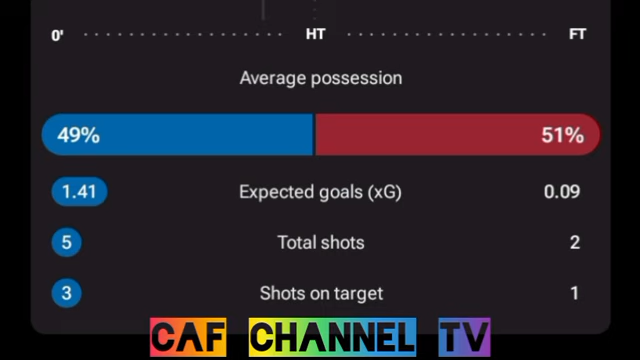 0' HT FT
Average possession
49% 51%
1.41 Expected goals (xG) 0.09
5 Total shots 2
3 Shots on target 1
CAF CHANNEL TV